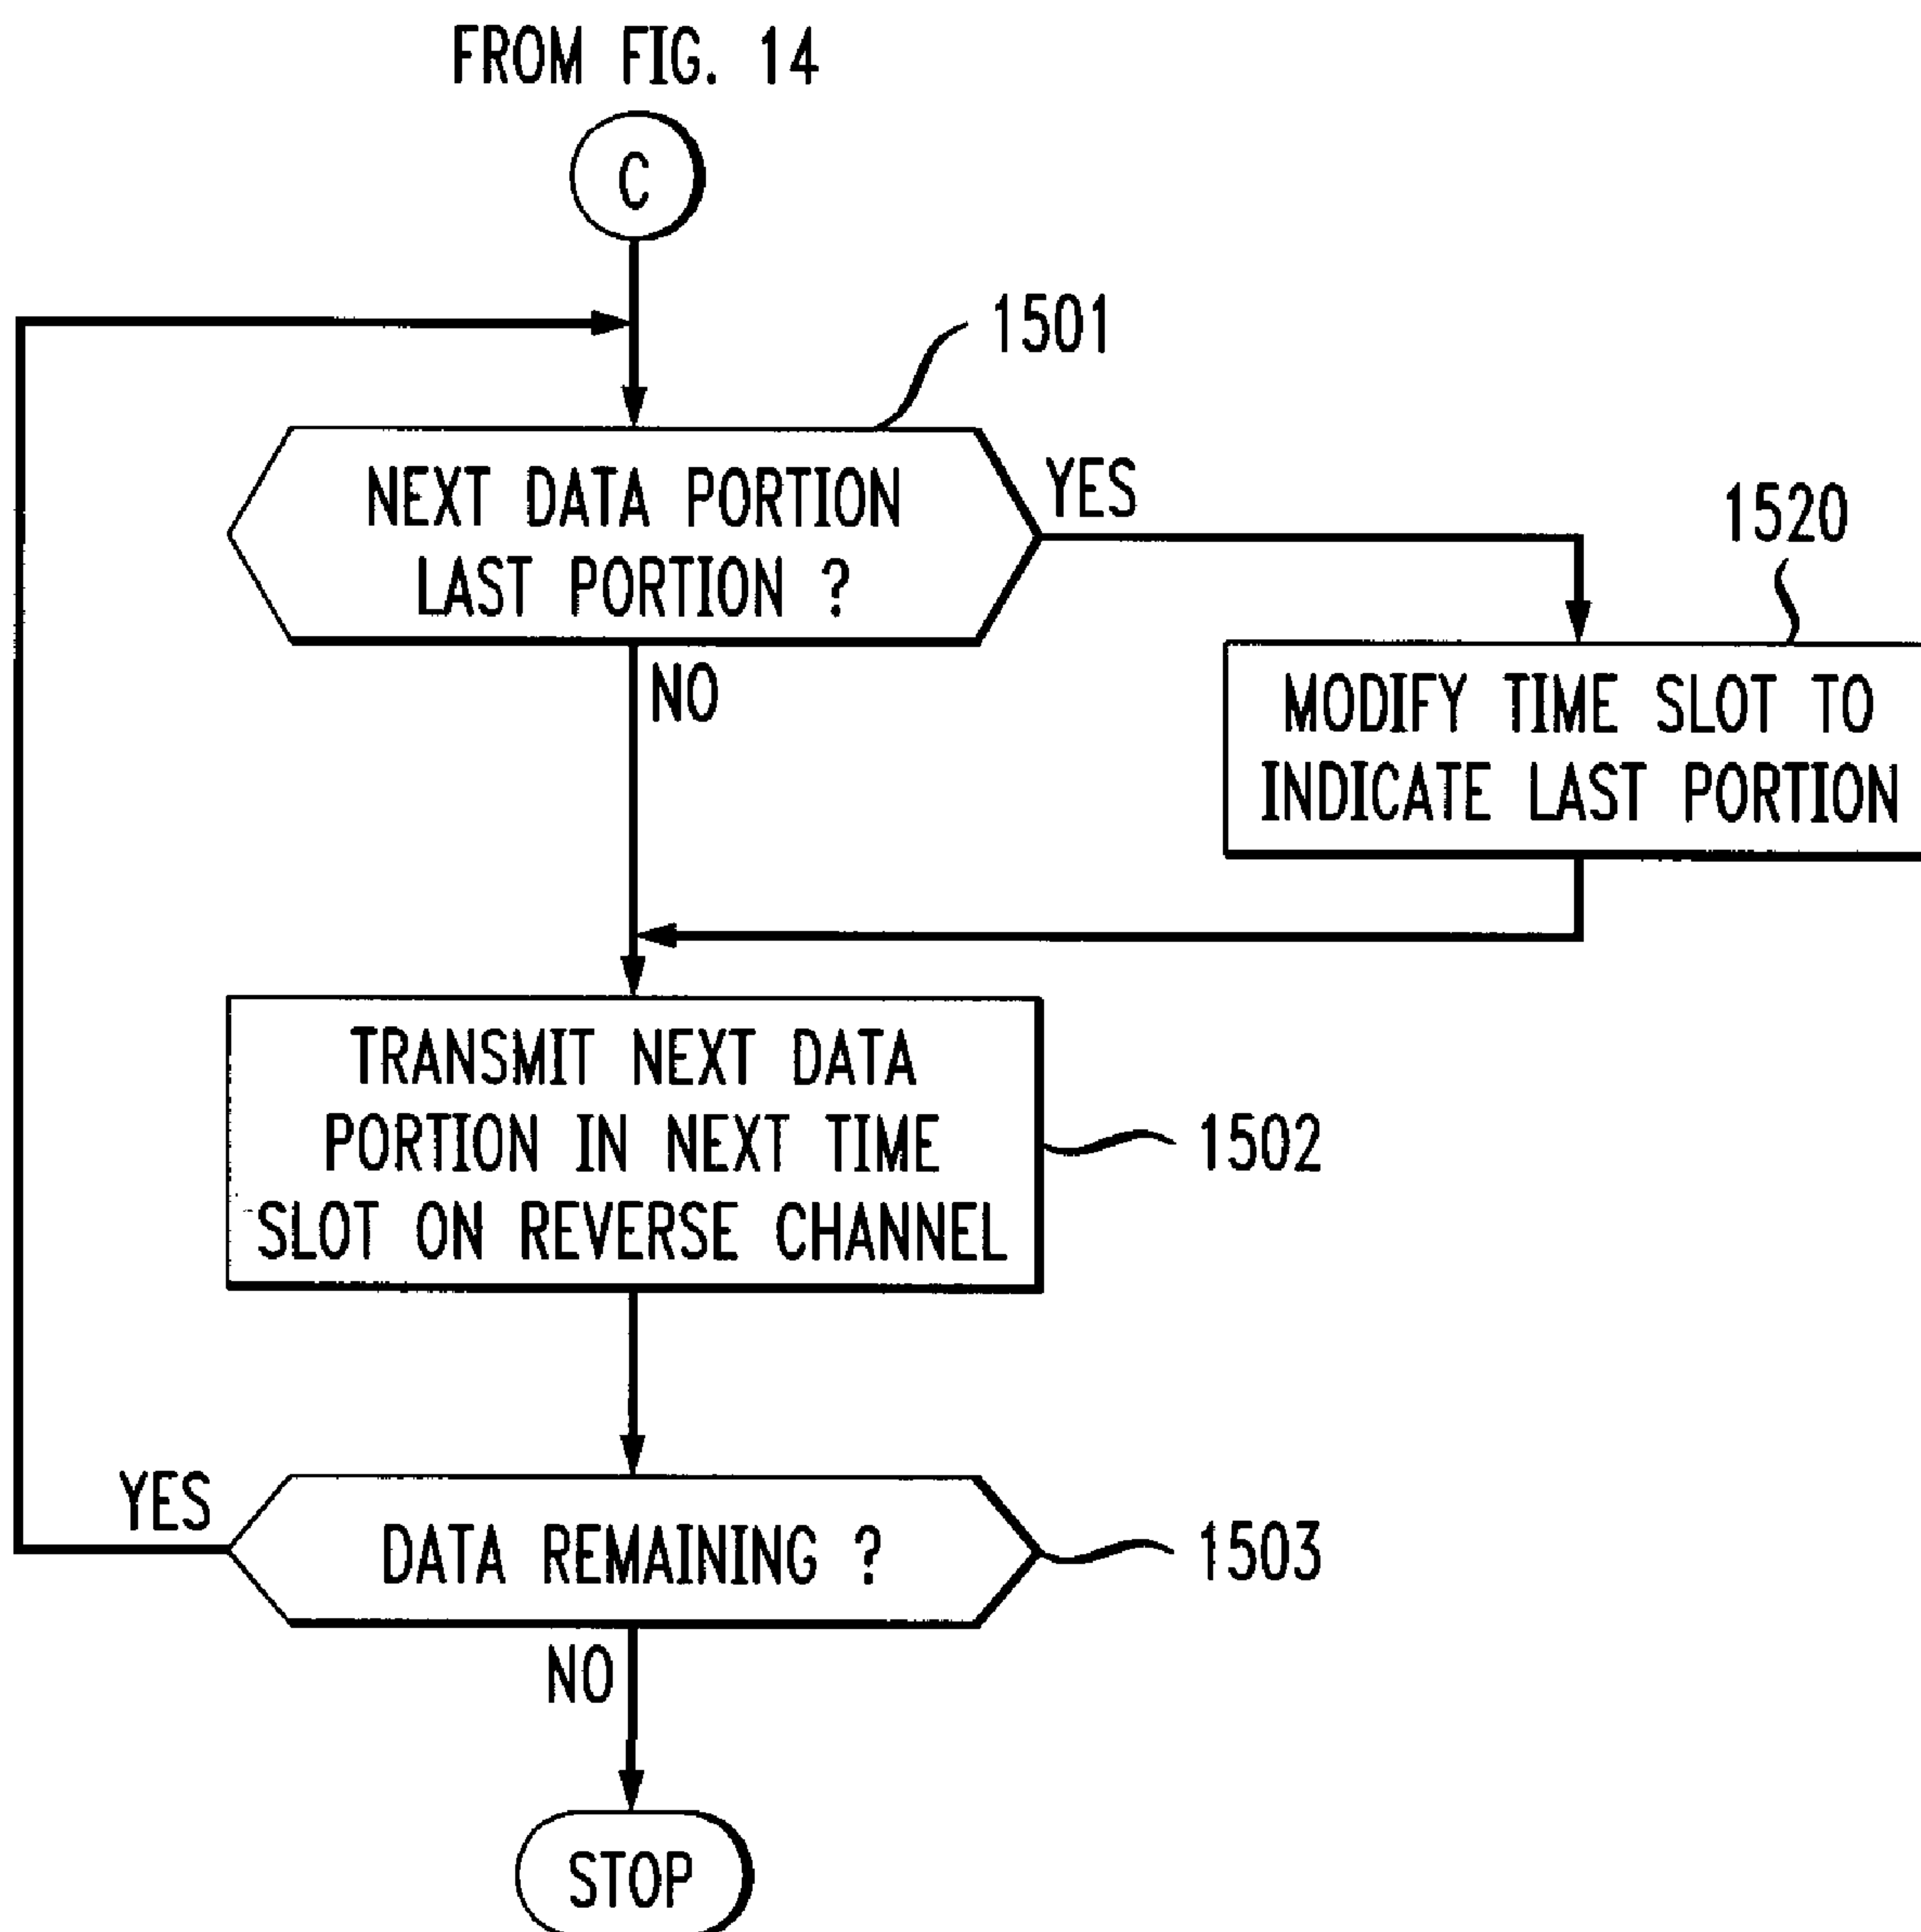 FROM FIG. 14
C
1501
NEXT DATA PORTION
LAST PORTION ?
YES
1520
NO
MODIFY TIME SLOT TO
INDICATE LAST PORTION
TRANSMIT NEXT DATA
PORTION IN NEXT TIME
SLOT ON REVERSE CHANNEL
1502
YES
DATA REMAINING ?
1503
NO
STOP